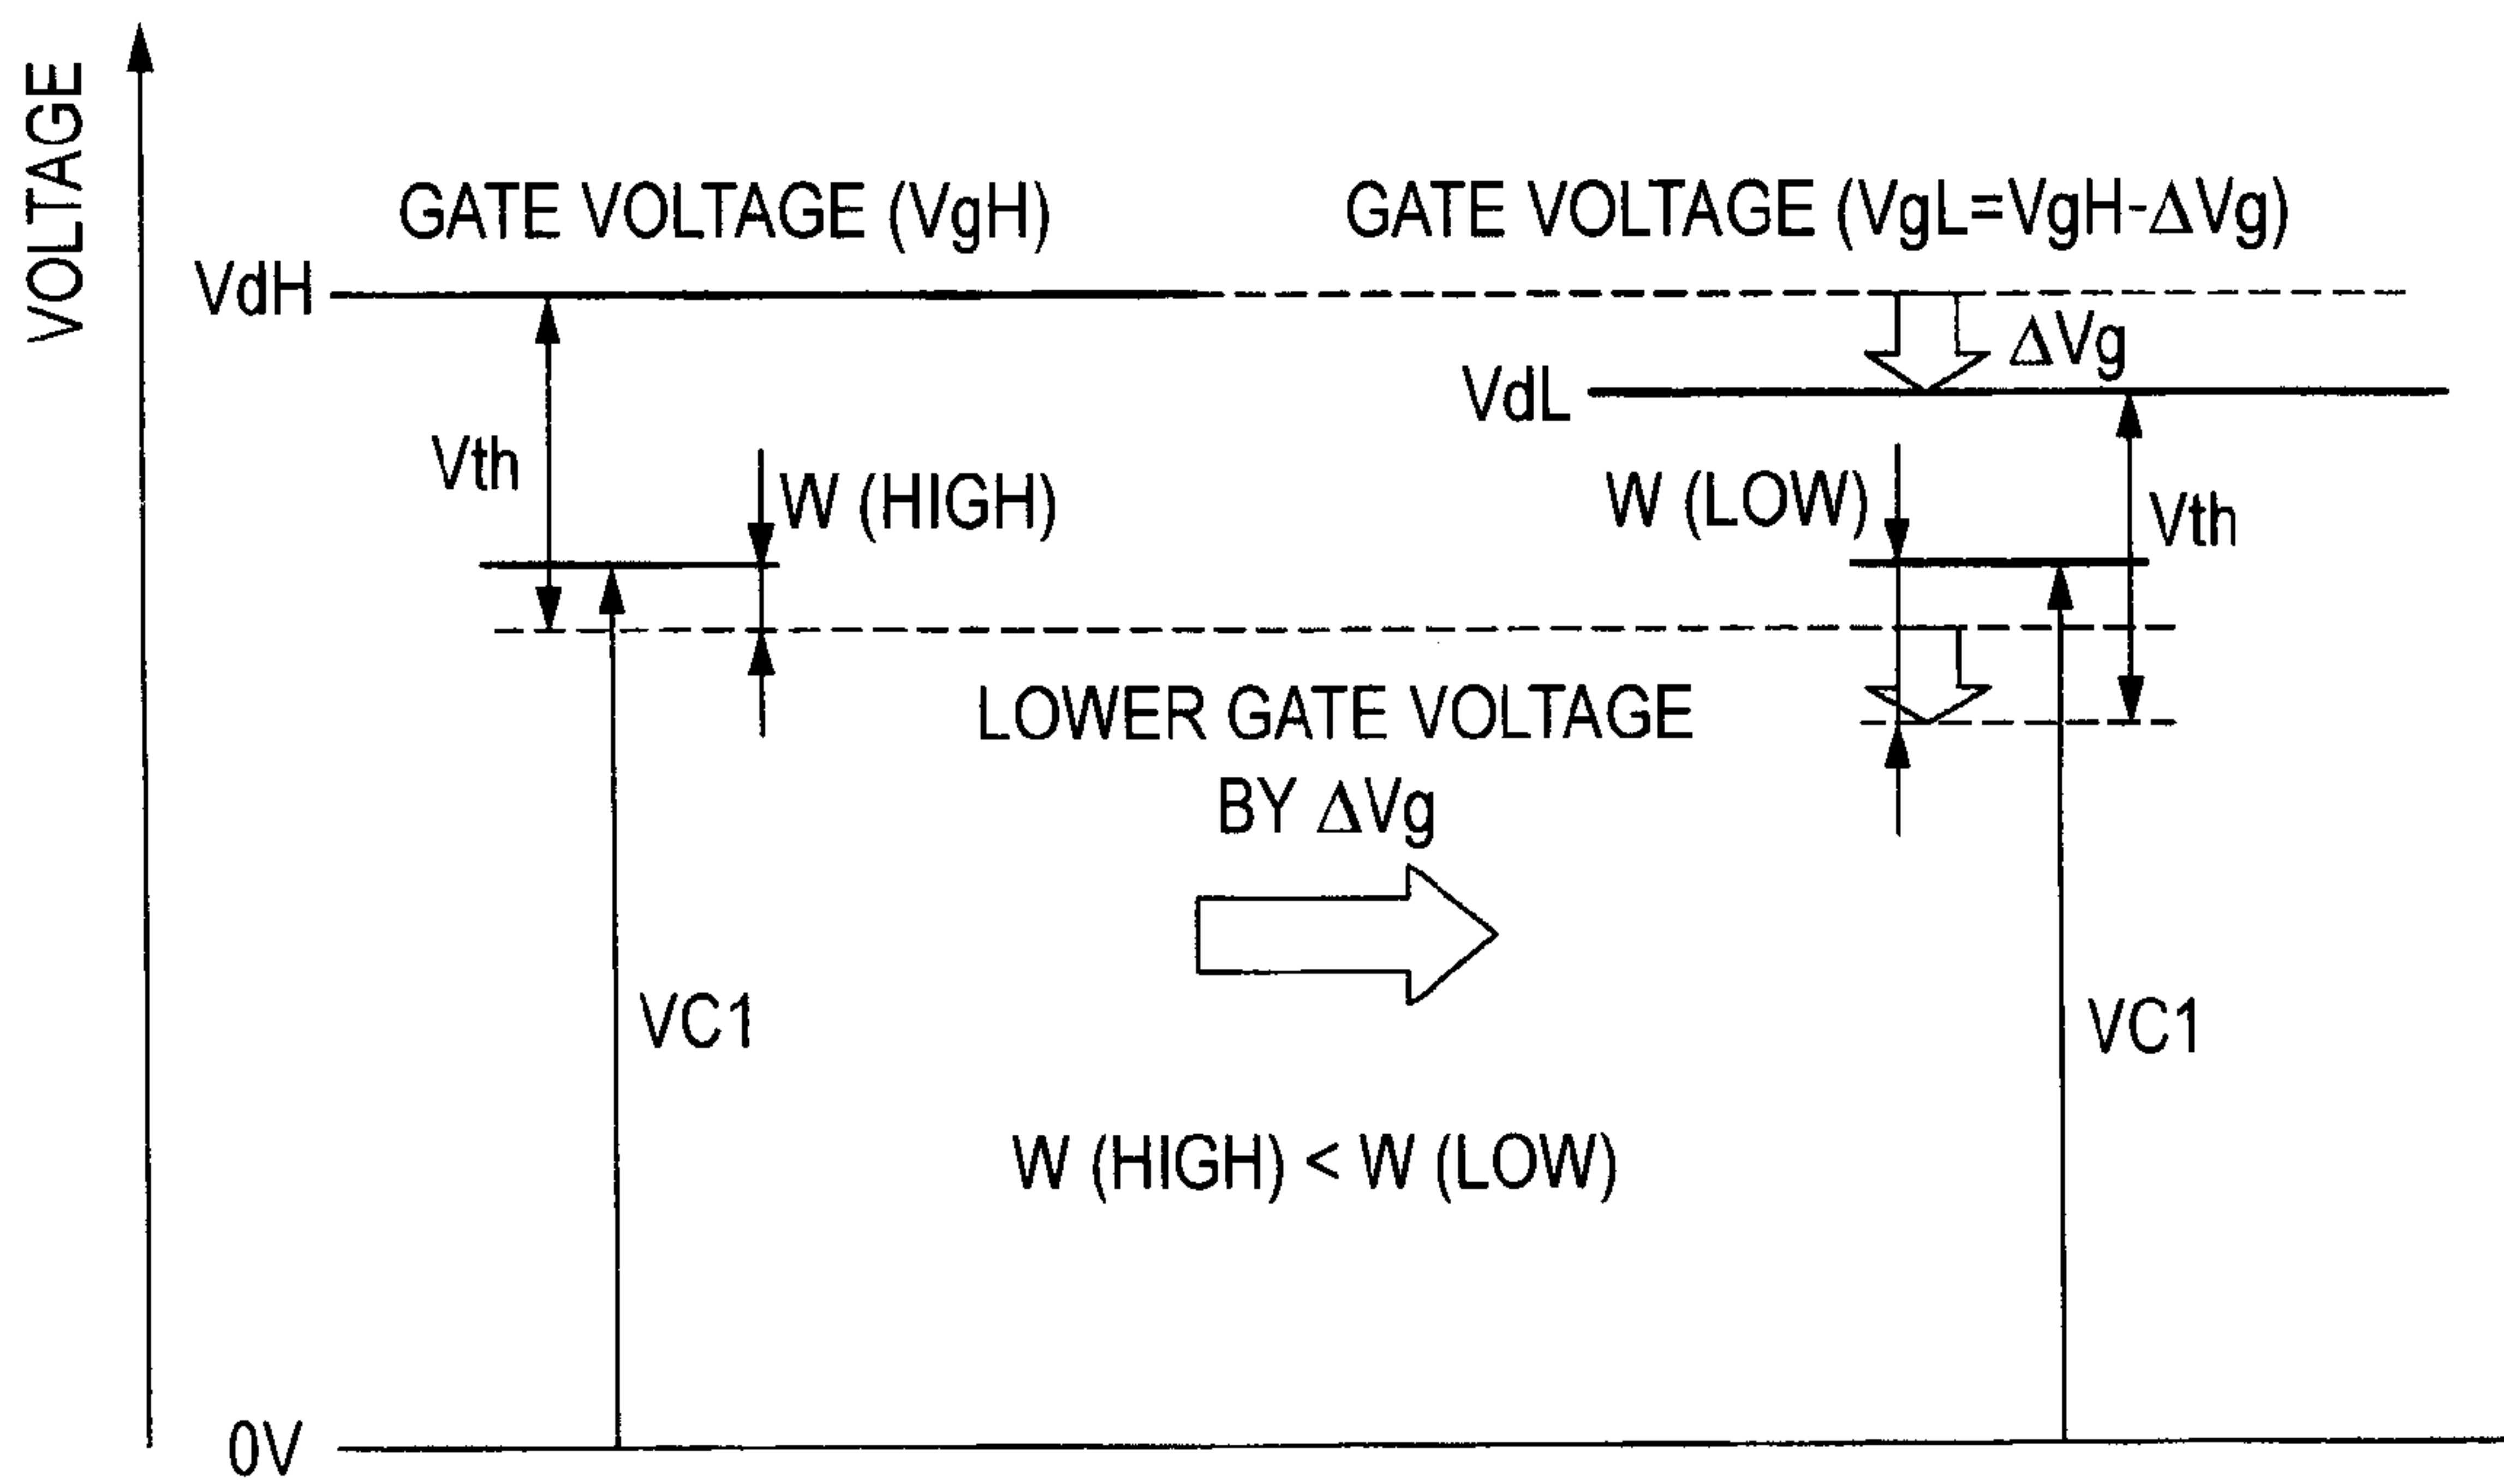 VOLTAGE
GATE VOLTAGE (VgH)
GATE VOLTAGE (VgL=VgH-ΔVg)
VdH
ΔVg
VdL
Vth
W (HIGH)
W (LOW)
Vth
LOWER GATE VOLTAGE
BY ΔVg
VC1
VC1
W (HIGH) < W (LOW)
0V